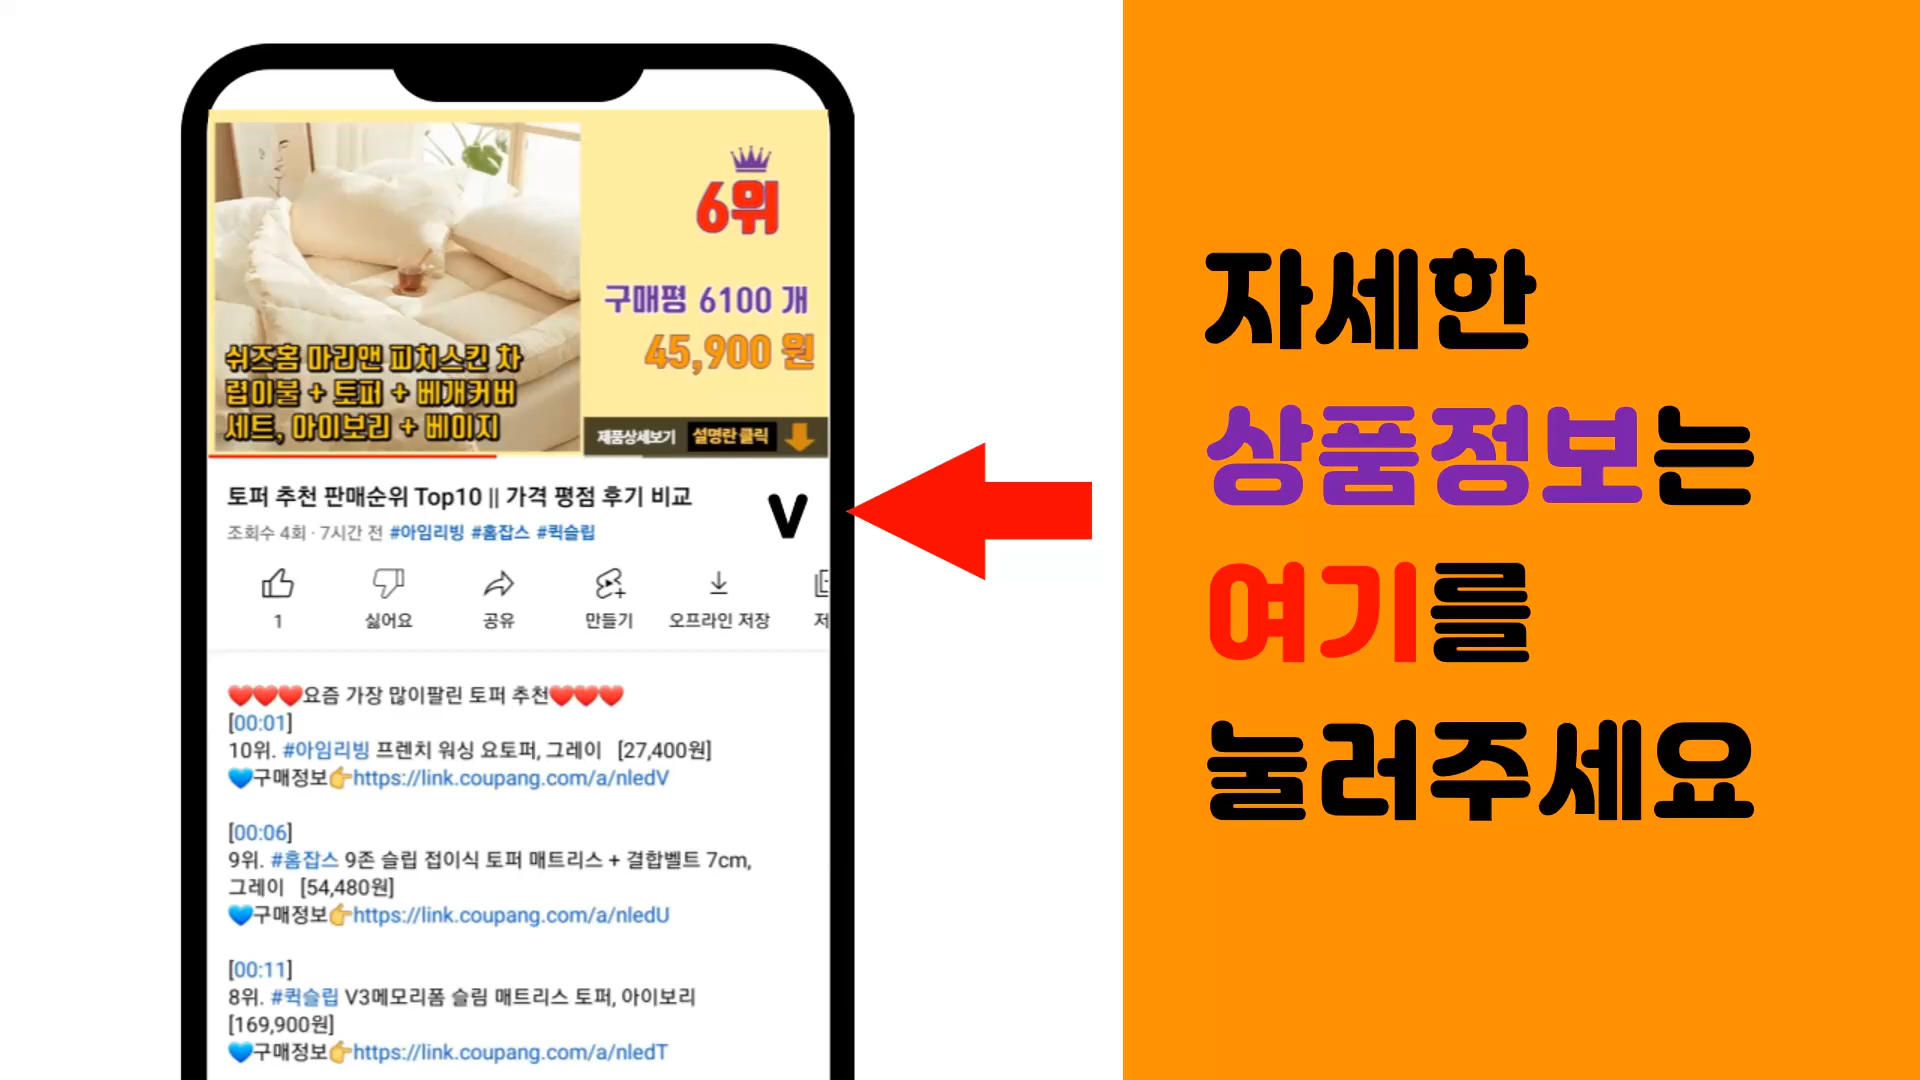 6위
구매평 6100 개
45,900 원
쉬즈홈 마리앤 피치스킨 차
렵이불 + 토퍼 + 베개커버
세트, 아이보리 + 베이지
제품상세보기 설명란 클릭
토퍼 추천 판매순위 Top10 || 가격 평점 후기 비교
V
조회수 4회 · 7시간 전 #아임리빙 #홈잡스 #퀵슬립
1 싫어요 공유 만들기 오프라인 저장 저
❤️❤️❤️요즘 가장 많이팔린 토퍼 추천❤️❤️❤️
[00:01]
10위. #아임리빙 프렌치 워싱 요토퍼, 그레이 [27,400원]
💙구매정보👉https://link.coupang.com/a/nledV
[00:06]
9위. #홈잡스 9존 슬립 접이식 토퍼 매트리스 + 결합벨트 7cm,
그레이 [54,480원]
💙구매정보👉https://link.coupang.com/a/nledU
[00:11]
8위. #퀵슬립 V3메모리폼 슬림 매트리스 토퍼, 아이보리
[169,900원]
💙구매정보👉https://link.coupang.com/a/nledT
자세한
상품정보는
여기를
눌러주세요